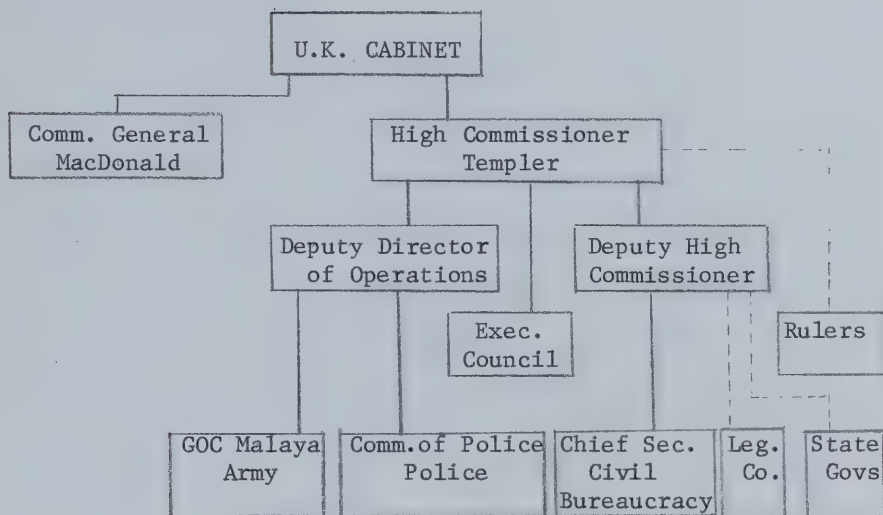 U.K. CABINET
Comm. General
MacDonald
High Commissioner
Templer
Deputy Director
of Operations
Deputy High
Commissioner
Exec.
Council
Rulers
GOC Malaya
Army
Comm.of Police
Police
Chief Sec.
Civil
Bureaucracy
Leg.
Co.
State
Govs